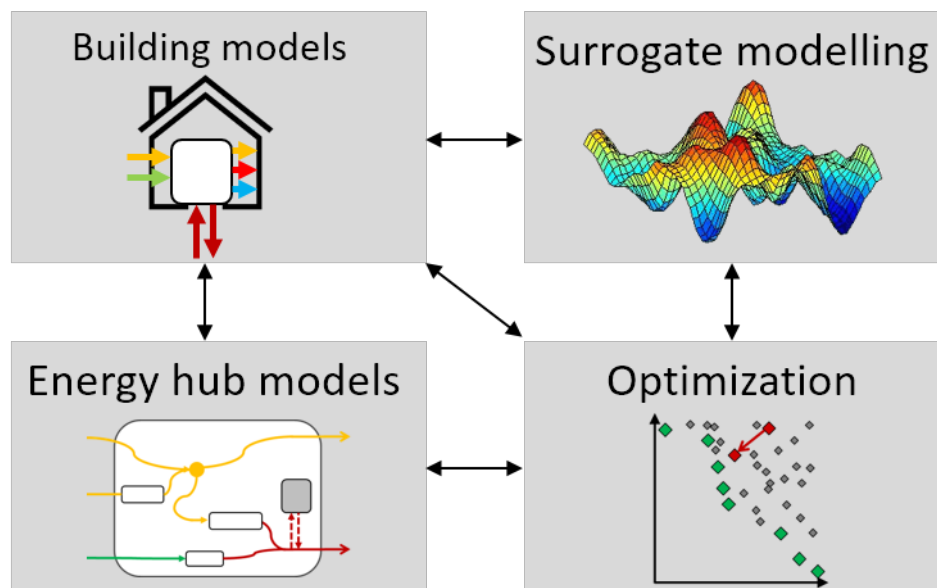 Building models
Surrogate modelling
Energy hub models
Optimization